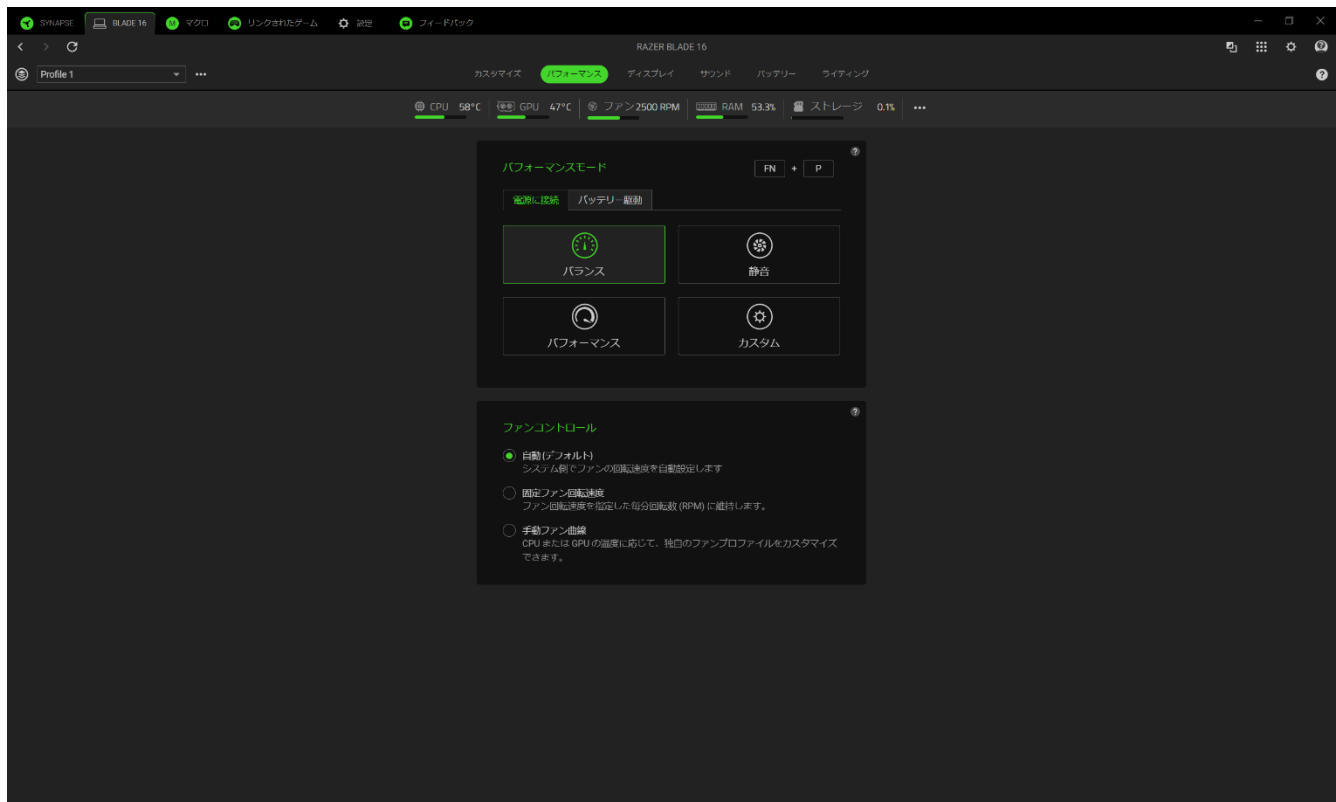 SYNAPSE BLADE 16 マクロ リンクされたゲーム 設定 フィードバック
RAZER BLADE 16
Profile 1 カスタマイズ パフォーマンス ディスプレイ サウンド バッテリー ライティング
CPU 58°C GPU 47°C ファン 2500 RPM RAM 53.3% ストレージ 0.1%
パフォーマンスモード FN + P
電源に接続 バッテリー駆動
バランス 静音
パフォーマンス カスタム
ファンコントロール
自動(デフォルト)
システム側でファンの回転速度を自動設定します
固定ファン回転速度
ファン回転速度を指定した毎分回転数 (RPM) に維持します。
手動ファン曲線
CPU または GPU の温度に応じて、独自のファンプロファイルをカスタマイズ
できます。